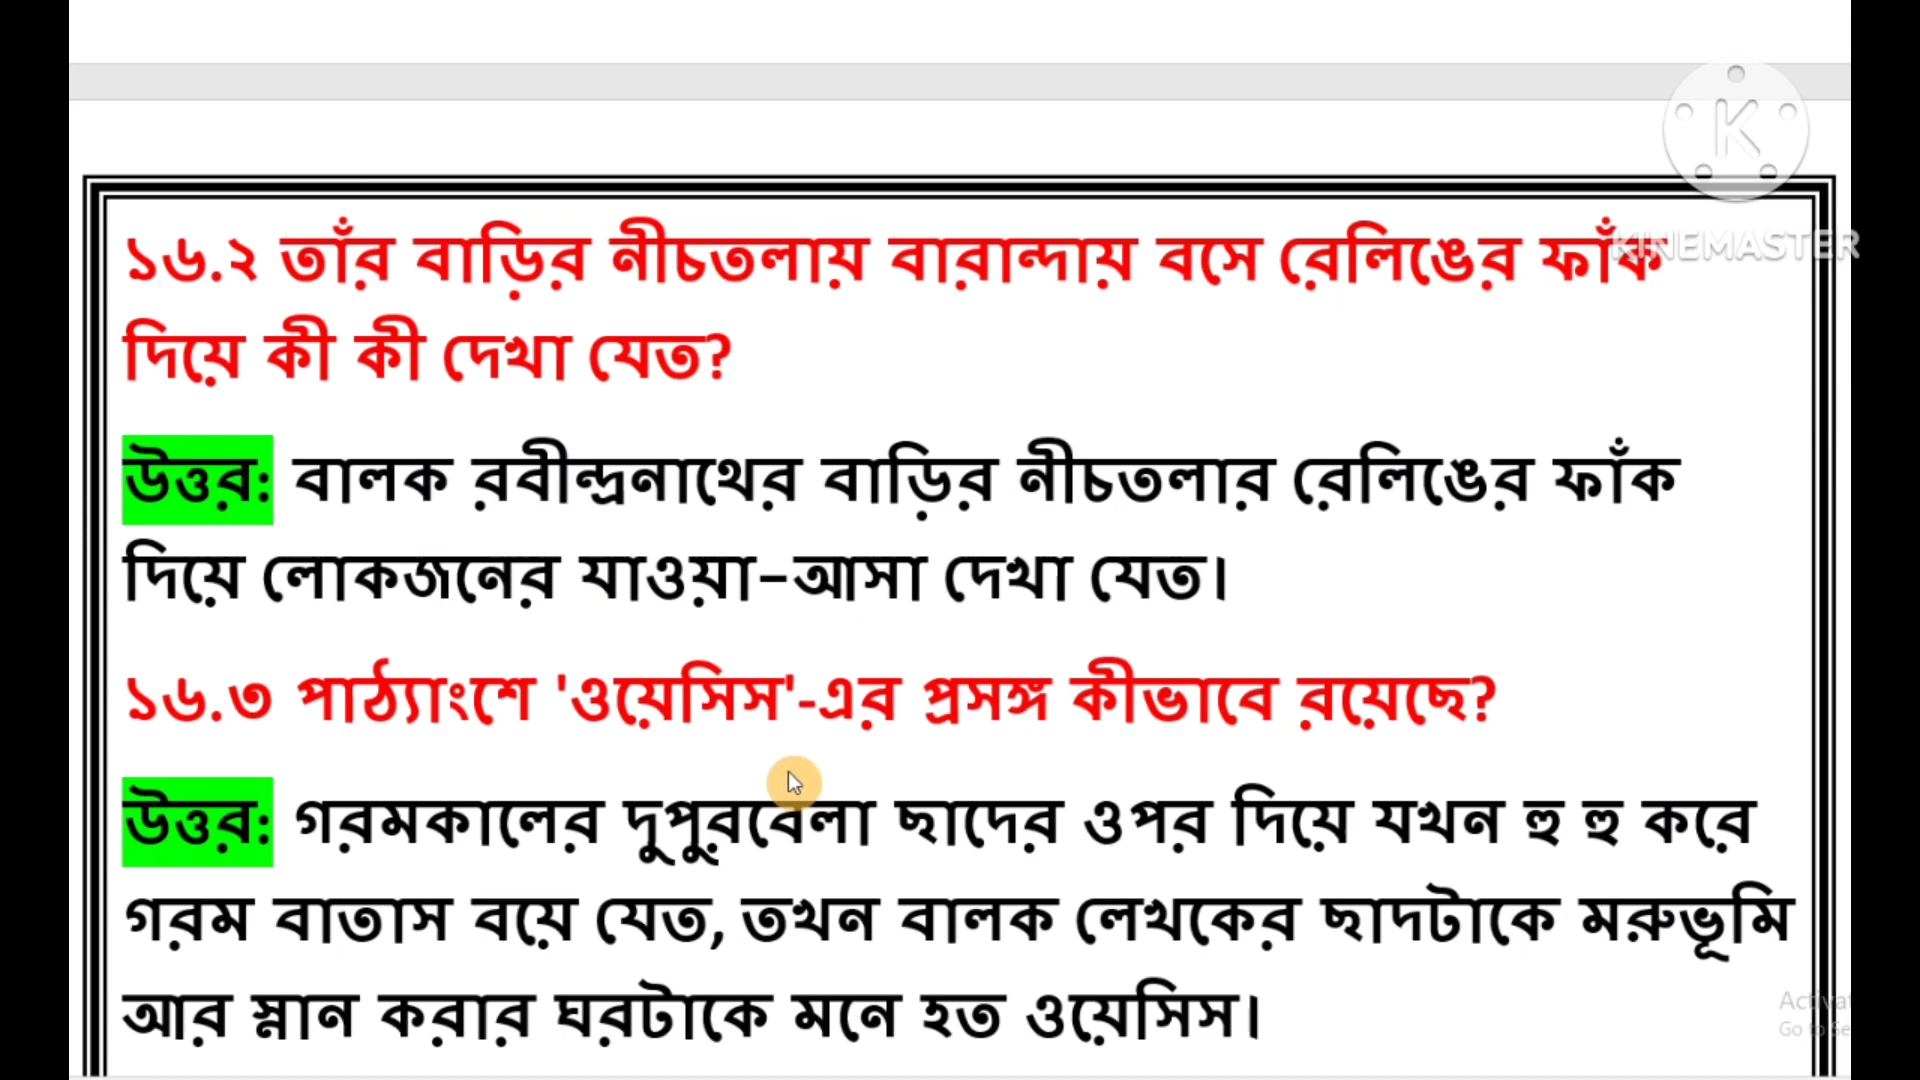 K
KINEMASTER
১৬.২ তাঁর বাড়ির নীচতলায় বারান্দায় বসে রেলিঙের ফাঁক
দিয়ে কী কী দেখা যেত?
উত্তর: বালক রবীন্দ্রনাথের বাড়ির নীচতলার রেলিঙের ফাঁক
দিয়ে লোকজনের যাওয়া-আসা দেখা যেত।
১৬.৩ পাঠ্যাংশে 'ওয়েসিস'-এর প্রসঙ্গ কীভাবে রয়েছে?
উত্তর: গরমকালের দুপুরবেলা ছাদের ওপর দিয়ে যখন হু হু করে
গরম বাতাস বয়ে যেত, তখন বালক লেখকের ছাদটাকে মরুভূমি
আর স্নান করার ঘরটাকে মনে হত ওয়েসিস।
Go to